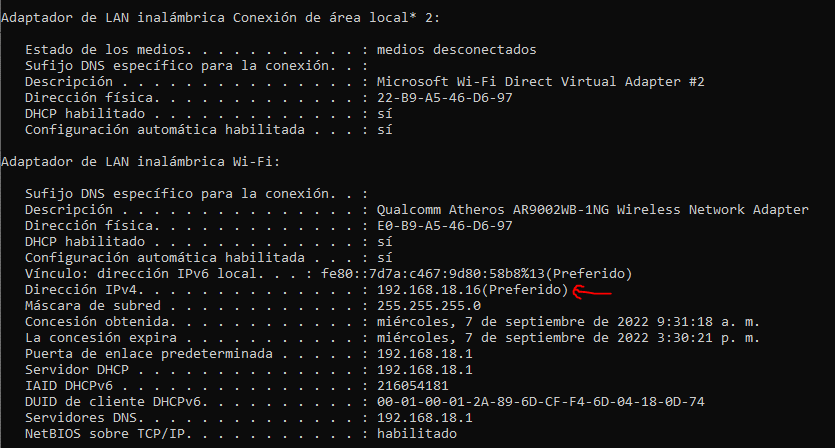 Adaptador de LAN inalámbrica Conexión de área local* 2:
Estado de los medios. . . . . . . . . . . : medios desconectados
Sufijo DNS específico para la conexión. . :
Descripción . . . . . . . . . . . . . . . : Microsoft Wi-Fi Direct Virtual Adapter #2
Dirección física. . . . . . . . . . . . . : 22-B9-A5-46-D6-97
DHCP habilitado . . . . . . . . . . . . . : sí
Configuración automática habilitada . . . : sí
Adaptador de LAN inalámbrica Wi-Fi:
Sufijo DNS específico para la conexión. . :
Descripción . . . . . . . . . . . . . . . : Qualcomm Atheros AR9002WB-1NG Wireless Network Adapter
Dirección física. . . . . . . . . . . . . : E0-B9-A5-46-D6-97
DHCP habilitado . . . . . . . . . . . . . : sí
Configuración automática habilitada . . . : sí
Vínculo: dirección IPv6 local. . . : fe80::7d7a:c467:9d80:58b8%13(Preferido)
Dirección IPv4. . . . . . . . . . . . . . : 192.168.18.16(Preferido)
Máscara de subred . . . . . . . . . . . . : 255.255.255.0
Concesión obtenida. . . . . . . . . . . . : miércoles, 7 de septiembre de 2022 9:31:18 a. m.
La concesión expira . . . . . . . . . . . : miércoles, 7 de septiembre de 2022 3:30:21 p. m.
Puerta de enlace predeterminada . . . . . : 192.168.18.1
Servidor DHCP . . . . . . . . . . . . . . : 192.168.18.1
IAID DHCPv6 . . . . . . . . . . . . . . . : 216054181
DUID de cliente DHCPv6. . . . . . . . . . : 00-01-00-01-2A-89-6D-CF-F4-6D-04-18-0D-74
Servidores DNS. . . . . . . . . . . . . . : 192.168.18.1
NetBIOS sobre TCP/IP. . . . . . . . . . . : habilitado